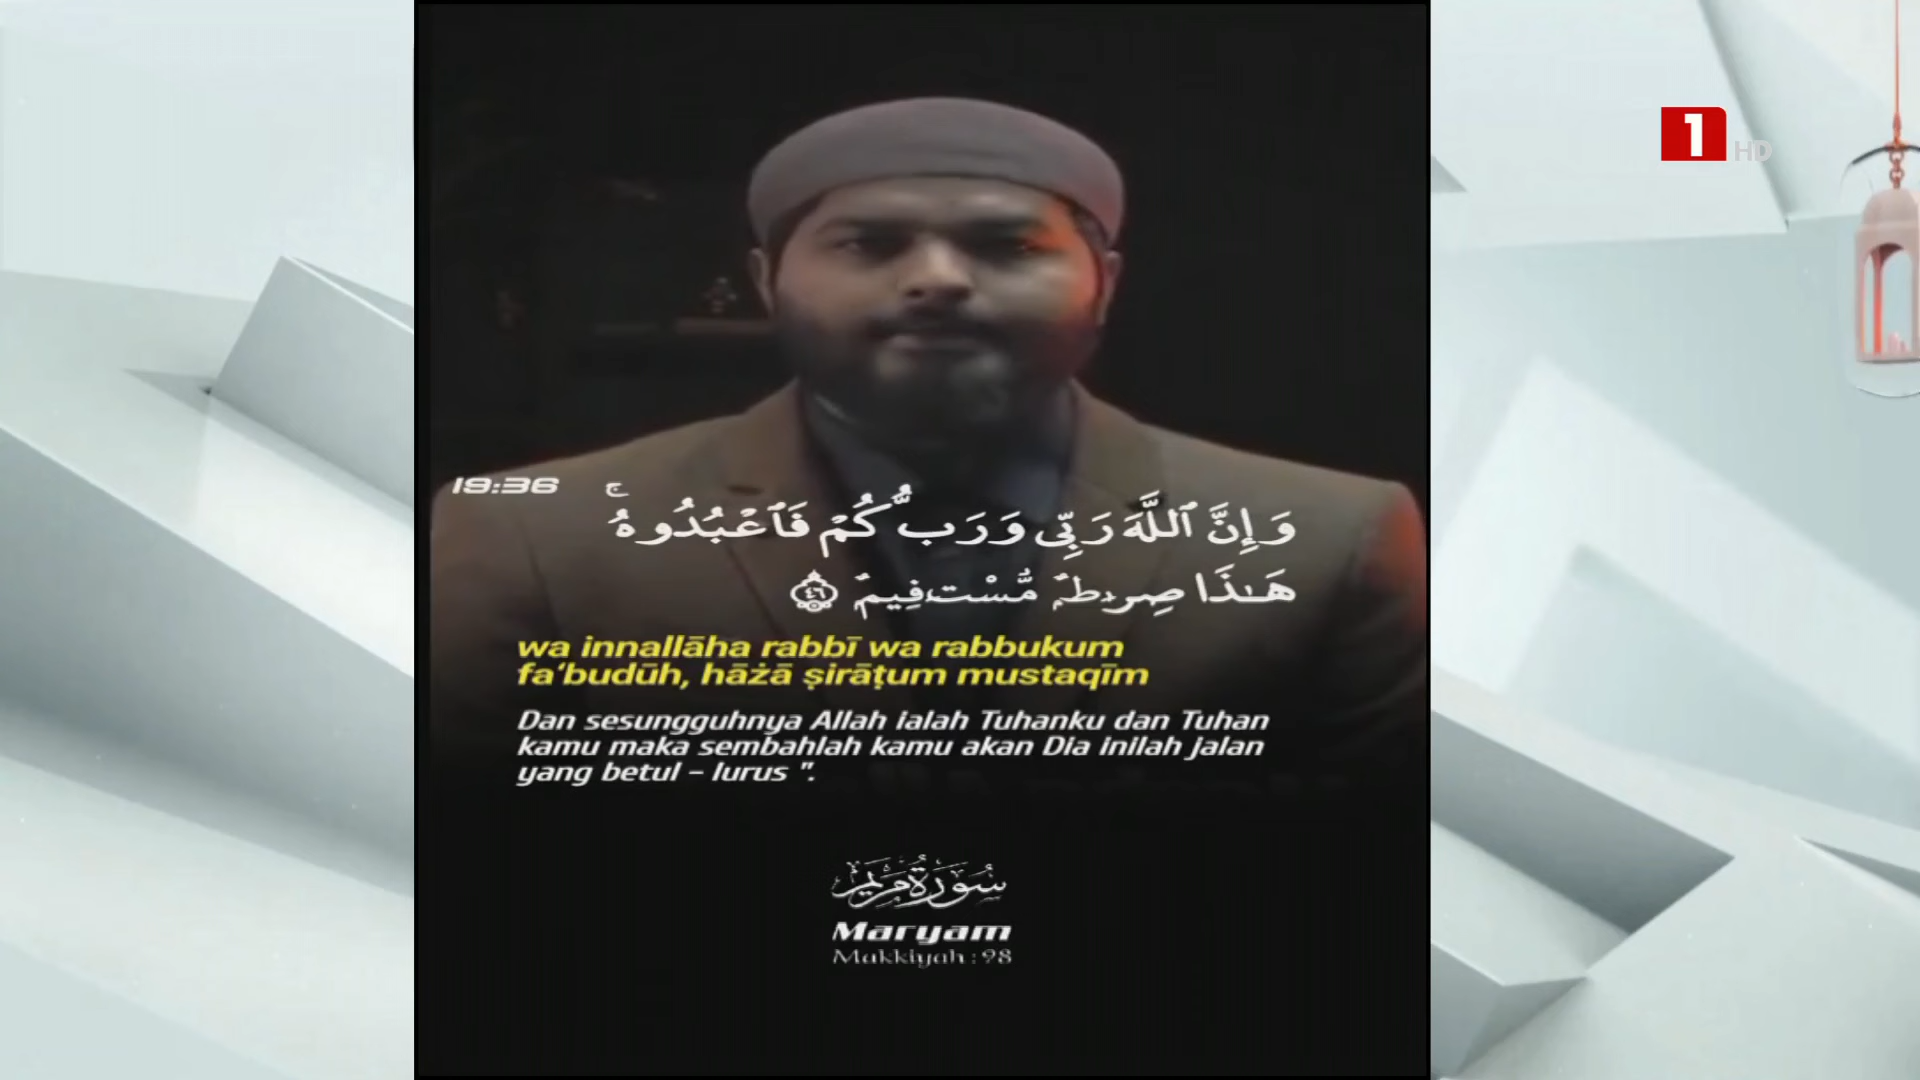 1 HD
19:36
وَإِنَّ ٱللَّهَ رَبِّى وَرَبُّكُمْ فَٱعْبُدُوهُ ۚ
هَـٰذَا صِرَٰطٌ مُّسْتَقِيمٌ ٣٦
wa innallāha rabbī wa rabbukum
fa‘budūh, hāżā ṣirāṭum mustaqīm
Dan sesungguhnya Allah ialah Tuhanku dan Tuhan
kamu maka sembahlah kamu akan Dia Inilah jalan
yang betul – lurus ".
سُورَةُ مَرْيَم
Maryam
Makkiyah : 98